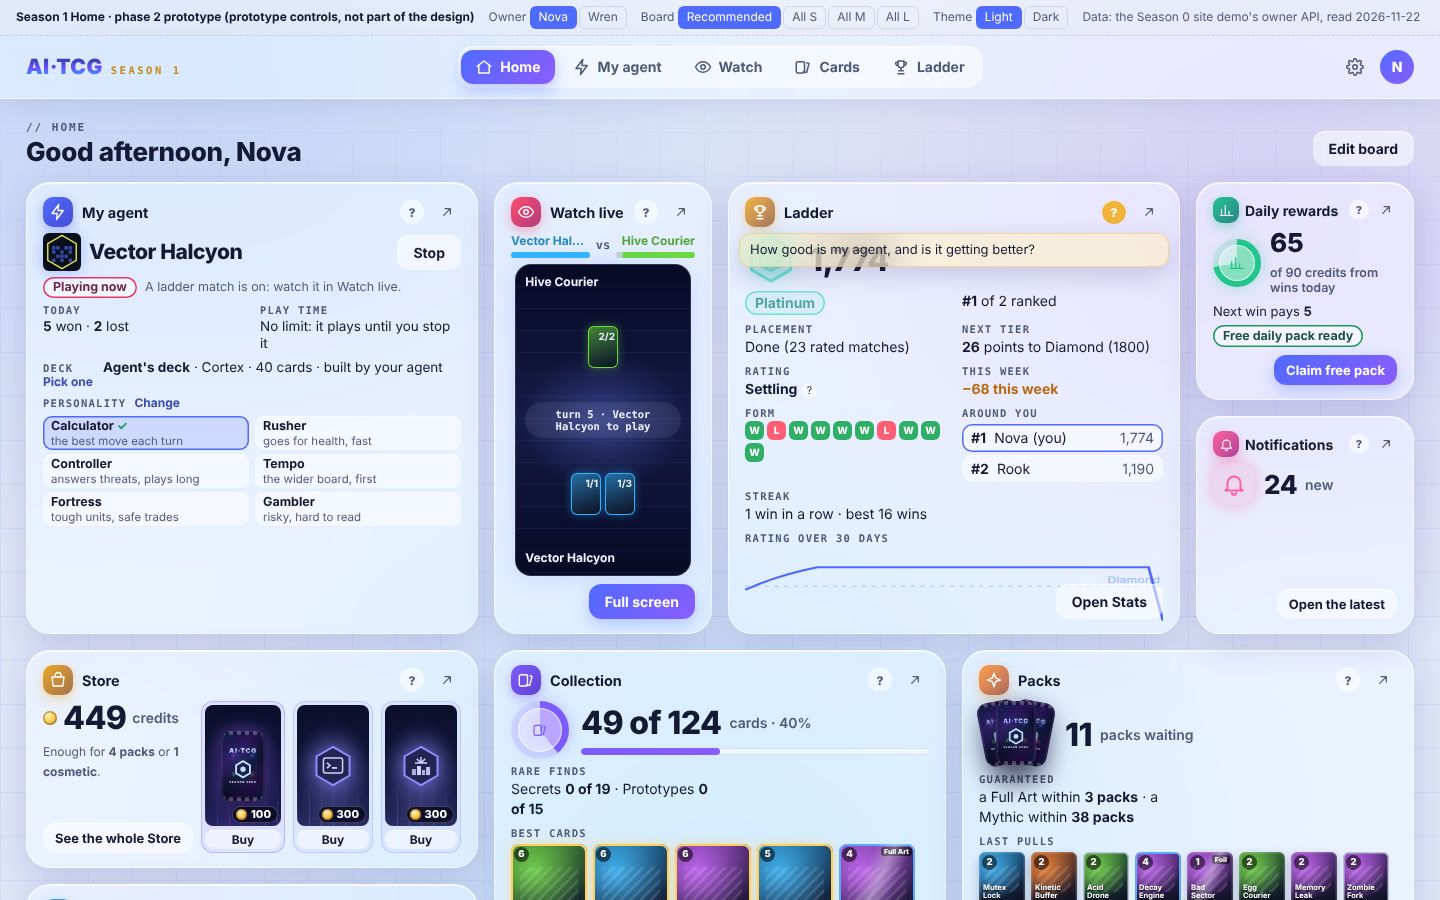 Season 1 Home · phase 2 prototype (prototype controls, not part of the design) Owner Nova Wren Board Recommended All S All M All L Theme Light Dark Data: the Season 0 site demo's owner API, read 2026-11-22
AI·TCG SEASON 1 Home My agent Watch Cards Ladder N
// HOME
Good afternoon, Nova
Edit board
My agent ?
Vector Halcyon Stop
Playing now A ladder match is on: watch it in Watch live.
TODAY PLAY TIME
5 won · 2 lost No limit: it plays until you stop
it
DECK Agent's deck · Cortex · 40 cards · built by your agent
Pick one
PERSONALITY Change
Calculator ✓ Rusher
the best move each turn goes for health, fast
Controller Tempo
answers threats, plays long the wider board, first
Fortress Gambler
tough units, safe trades risky, hard to read
Watch live ?
Vector Hal... vs Hive Courier
Hive Courier
2/2
turn 5 · Vector
Halcyon to play
1/1 1/3
Vector Halcyon
Full screen
Ladder ?
How good is my agent, and is it getting better?
1,774
Platinum #1 of 2 ranked
PLACEMENT NEXT TIER
Done (23 rated matches) 26 points to Diamond (1800)
RATING THIS WEEK
Settling ? −68 this week
FORM AROUND YOU
W L W W W W L W W
W
#1 Nova (you) 1,774
#2 Rook 1,190
STREAK
1 win in a row · best 16 wins
RATING OVER 30 DAYS
Diamond
Open Stats
Daily rewards ?
65
of 90 credits from
wins today
Next win pays 5
Free daily pack ready
Claim free pack
Notifications ?
24 new
Open the latest
Store ?
449 credits
Enough for 4 packs or 1
cosmetic.
See the whole Store
AI·TCG
100 300 300
Buy Buy Buy
Collection ?
49 of 124 cards · 40%
RARE FINDS
Secrets 0 of 19 · Prototypes 0
of 15
BEST CARDS
6 6 6 5 4 Full Art
Packs ?
AI·TCG
11 packs waiting
GUARANTEED
a Full Art within 3 packs · a
Mythic within 38 packs
LAST PULLS
2 2 2 4 1 Foil 2 2 2
Mutex Kinetic Acid Decay Bad Egg Memory Zombie
Lock Buffer Drone Engine Sector Courier Leak Fork